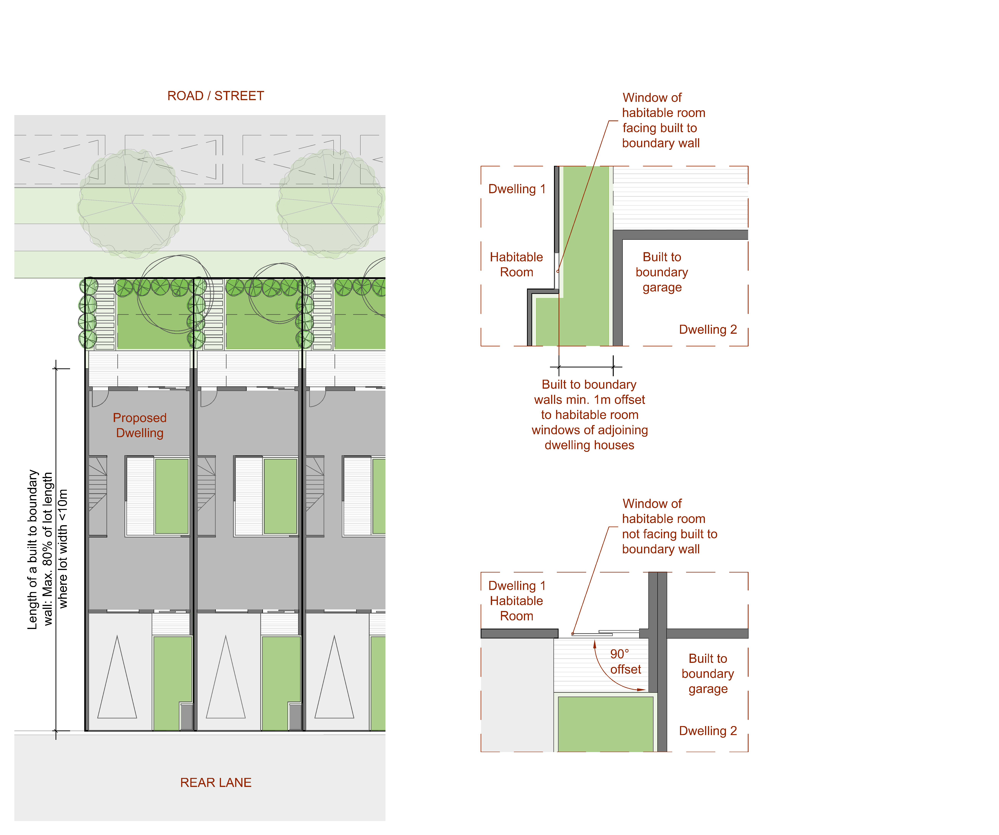 ROAD / STREET
Proposed
Dwelling
Length of a built to boundary
wall: Max. 80% of lot length
where lot width <10m
REAR LANE
Window of
habitable room
facing built to
boundary wall
Dwelling 1
Habitable
Room
Built to
boundary
garage
Dwelling 2
Built to boundary
walls min. 1m offset
to habitable room
windows of adjoining
dwelling houses
Window of
habitable room
not facing built to
boundary wall
Dwelling 1
Habitable
Room
90°
offset
Built to
boundary
garage
Dwelling 2